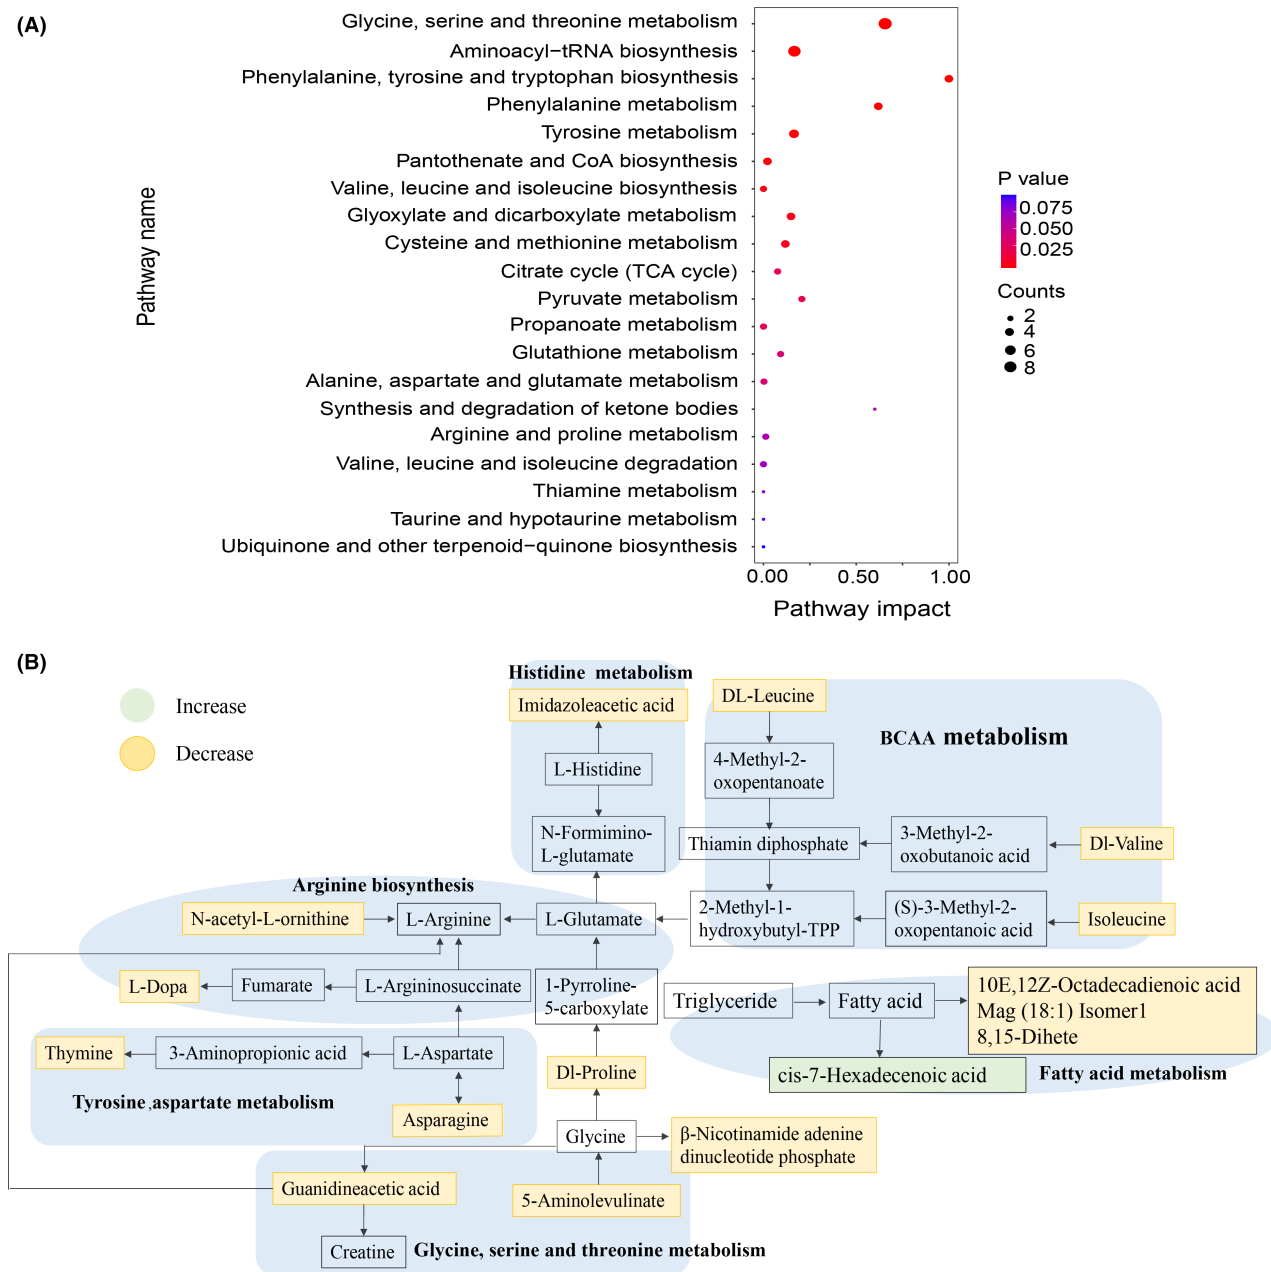 (A)
Pathway name
Glycine, serine and threonine metabolism
Aminoacyl−tRNA biosynthesis
Phenylalanine, tyrosine and tryptophan biosynthesis
Phenylalanine metabolism
Tyrosine metabolism
Pantothenate and CoA biosynthesis
Valine, leucine and isoleucine biosynthesis
Glyoxylate and dicarboxylate metabolism
Cysteine and methionine metabolism
Citrate cycle (TCA cycle)
Pyruvate metabolism
Propanoate metabolism
Glutathione metabolism
Alanine, aspartate and glutamate metabolism
Synthesis and degradation of ketone bodies
Arginine and proline metabolism
Valine, leucine and isoleucine degradation
Thiamine metabolism
Taurine and hypotaurine metabolism
Ubiquinone and other terpenoid−quinone biosynthesis
0.00 0.50 1.00
Pathway impact
P value
0.075
0.050
0.025
Counts
2
4
6
8
(B)
Increase
Decrease
Histidine metabolism
Imidazoleacetic acid
L-Histidine
N-Formimino-
L-glutamate
DL-Leucine
BCAA metabolism
4-Methyl-2-
oxopentanoate
Thiamin diphosphate
3-Methyl-2-
oxobutanoic acid
Dl-Valine
2-Methyl-1-
hydroxybutyl-TPP
(S)-3-Methyl-2-
oxopentanoic acid
Isoleucine
Arginine biosynthesis
N-acetyl-L-ornithine
L-Arginine
L-Glutamate
L-Dopa
Fumarate
L-Argininosuccinate
1-Pyrroline-
5-carboxylate
Triglyceride
Fatty acid
10E,12Z-Octadecadienoic acid
Mag (18:1) Isomer1
8,15-Dihete
cis-7-Hexadecenoic acid
Fatty acid metabolism
Thymine
3-Aminopropionic acid
L-Aspartate
Dl-Proline
Tyrosine ,aspartate metabolism
Asparagine
Glycine
β-Nicotinamide adenine
dinucleotide phosphate
Guanidineacetic acid
5-Aminolevulinate
Creatine
Glycine, serine and threonine metabolism